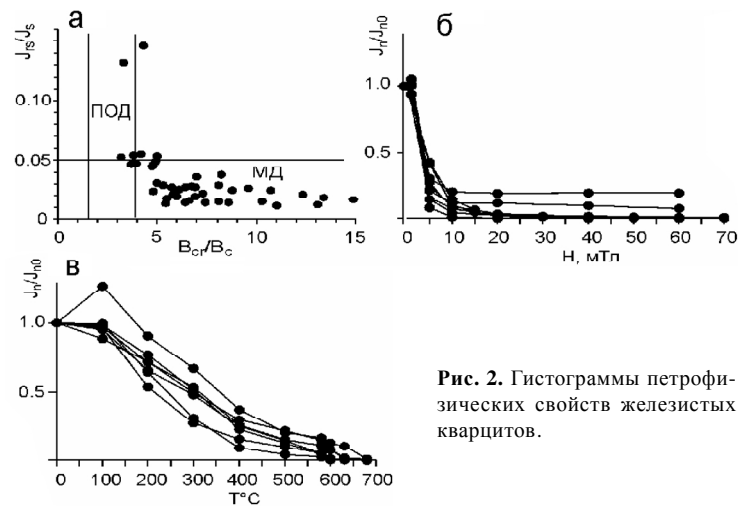 а
Jrs/Js
0.10
0.05
0
ПОД
МД
0 5 10 15
Bcr/Bc
б
Jn/Jn0
1.0
0.5
0 10 20 30 40 50 60 70
H, мТл
в
Jn/Jn0
1.0
0.5
0 100 200 300 400 500 600 700
T°C
Рис. 2. Гистограммы петрофи-
зических свойств железистых
кварцитов.